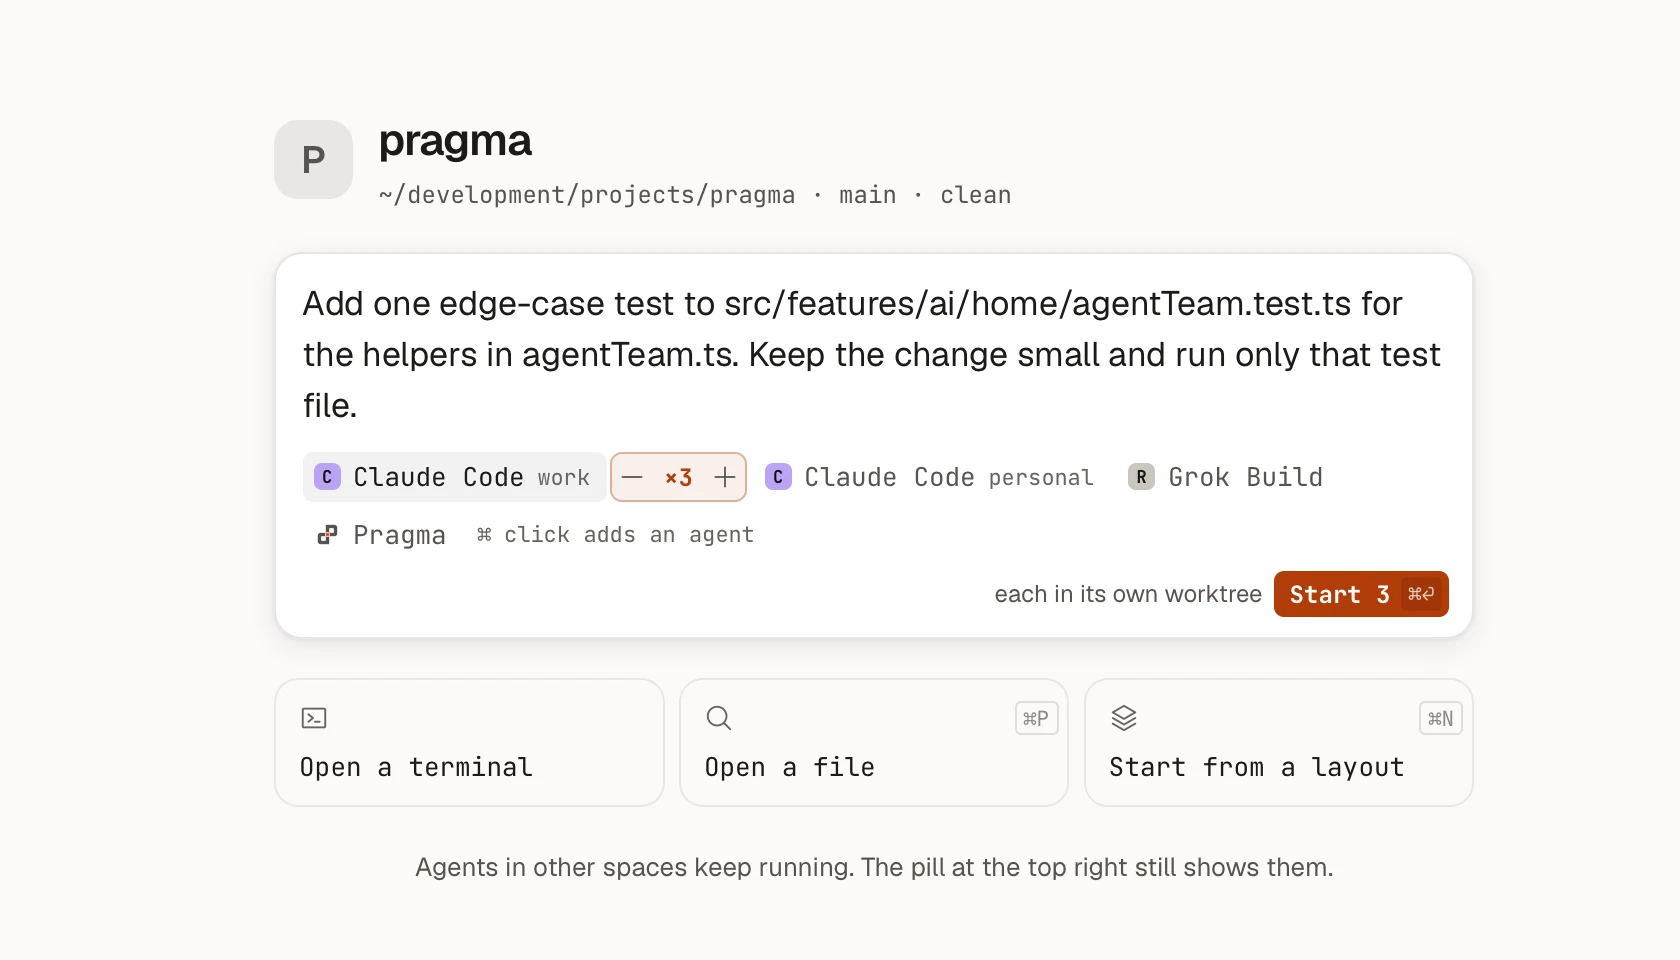 P
pragma
~/development/projects/pragma · main · clean
Add one edge-case test to src/features/ai/home/agentTeam.test.ts for
the helpers in agentTeam.ts. Keep the change small and run only that test
file.
C Claude Code work — ×3 + C Claude Code personal R Grok Build
Pragma ⌘ click adds an agent
each in its own worktree Start 3 ⌘⏎
⌘P ⌘N
Open a terminal Open a file Start from a layout
Agents in other spaces keep running. The pill at the top right still shows them.